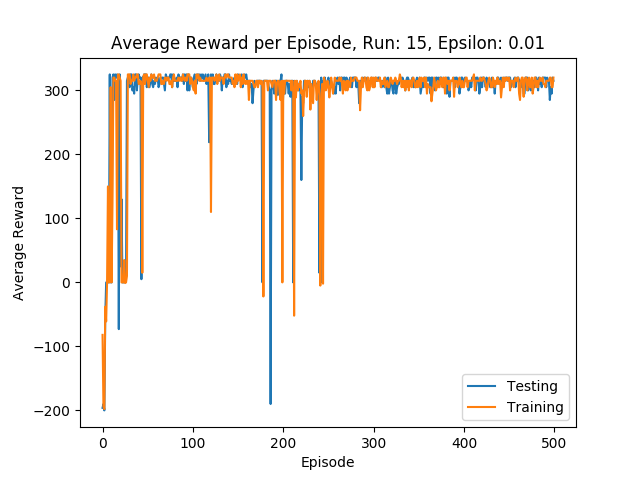 Average Reward per Episode, Run: 15, Epsilon: 0.01
300
200
100
0
−100
−200
Average Reward
0 100 200 300 400 500
Episode
Testing
Training